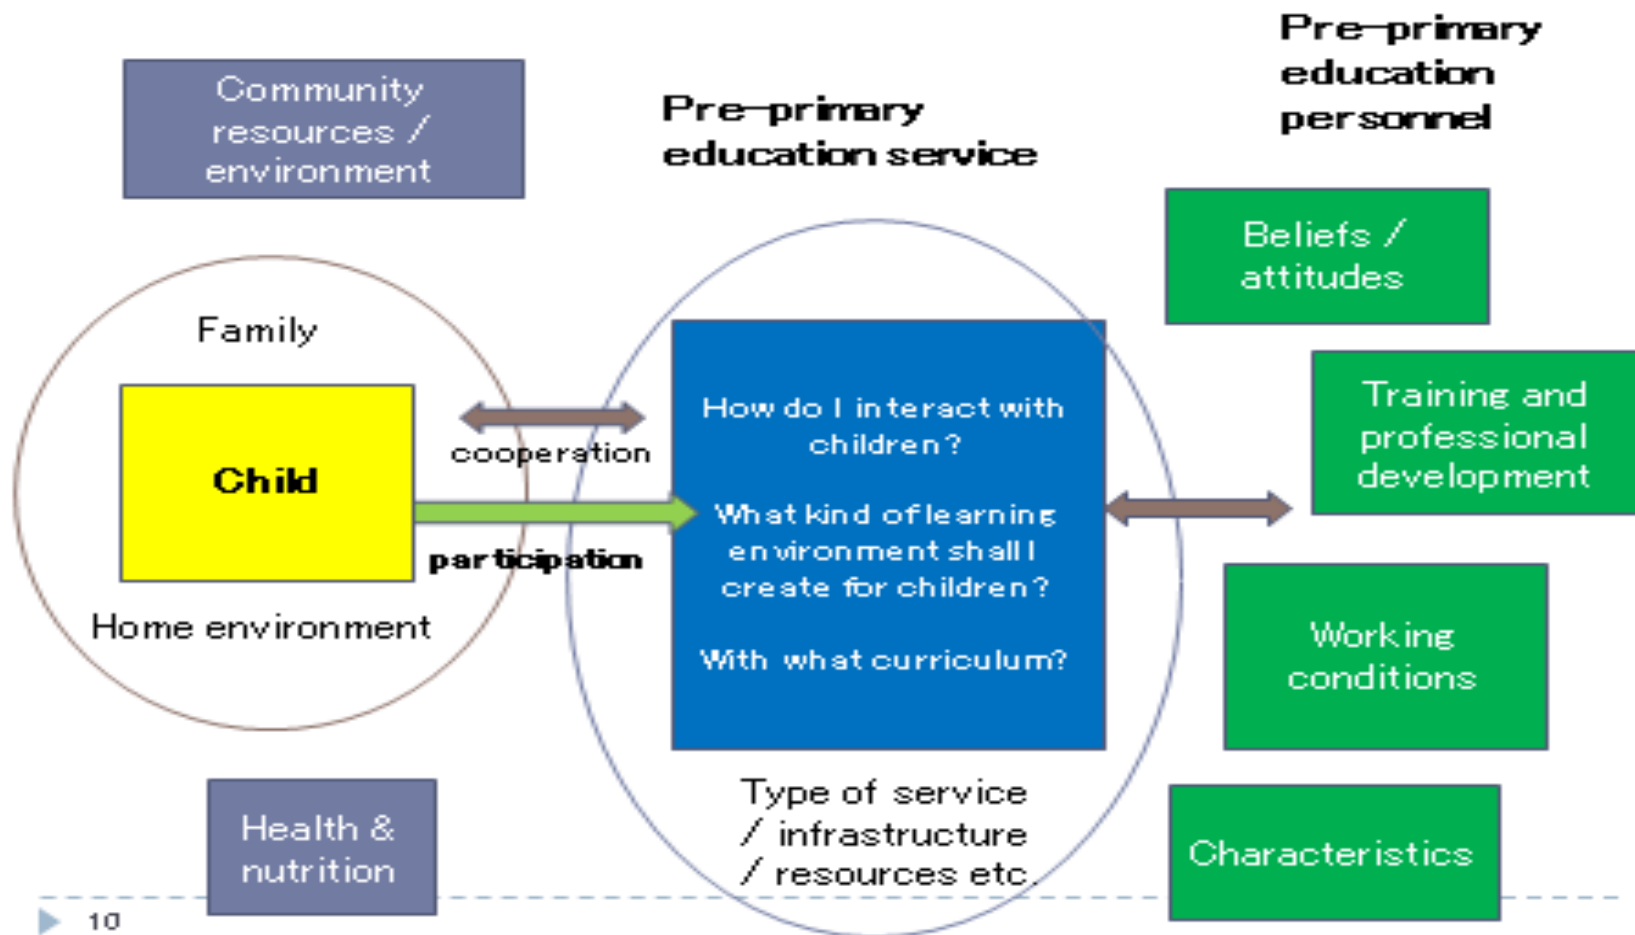 Community
resources /
environment
Family
Child
Home environment
Health &
nutrition
cooperation
participation
Pre-primary
education service
How do I interact with
children?
What kind of learning
environment shall I
create for children?
With what curriculum?
Type of service
/ infrastructure
/ resources etc.
Pre-primary
education
personnel
Beliefs /
attitudes
Training and
professional
development
Working
conditions
Characteristics
10